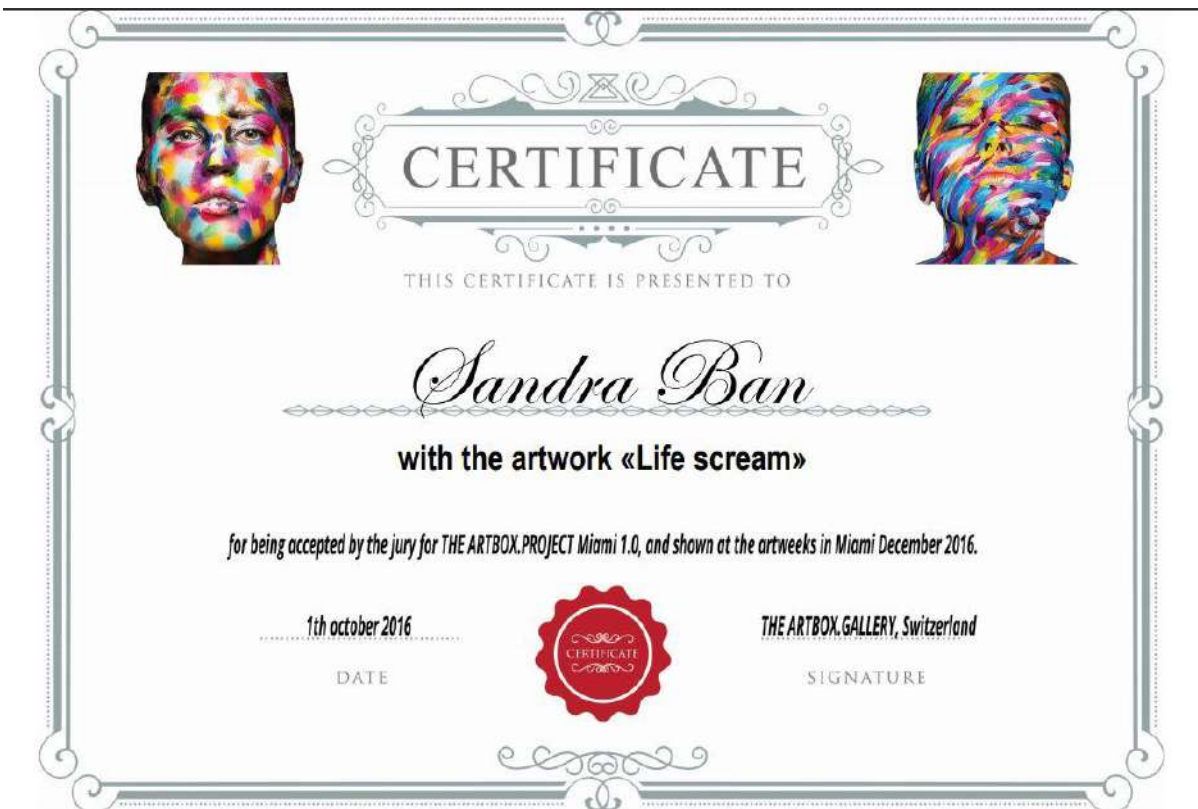 CERTIFICATE
THIS CERTIFICATE IS PRESENTED TO
Sandra Ban
with the artwork «Life scream»
for being accepted by the jury for THE ARTBOX.PROJECT Miami 1.0, and shown at the artweeks in Miami December 2016.
1th october 2016
DATE
CERTIFICATE
THE ARTBOX.GALLERY, Switzerland
SIGNATURE